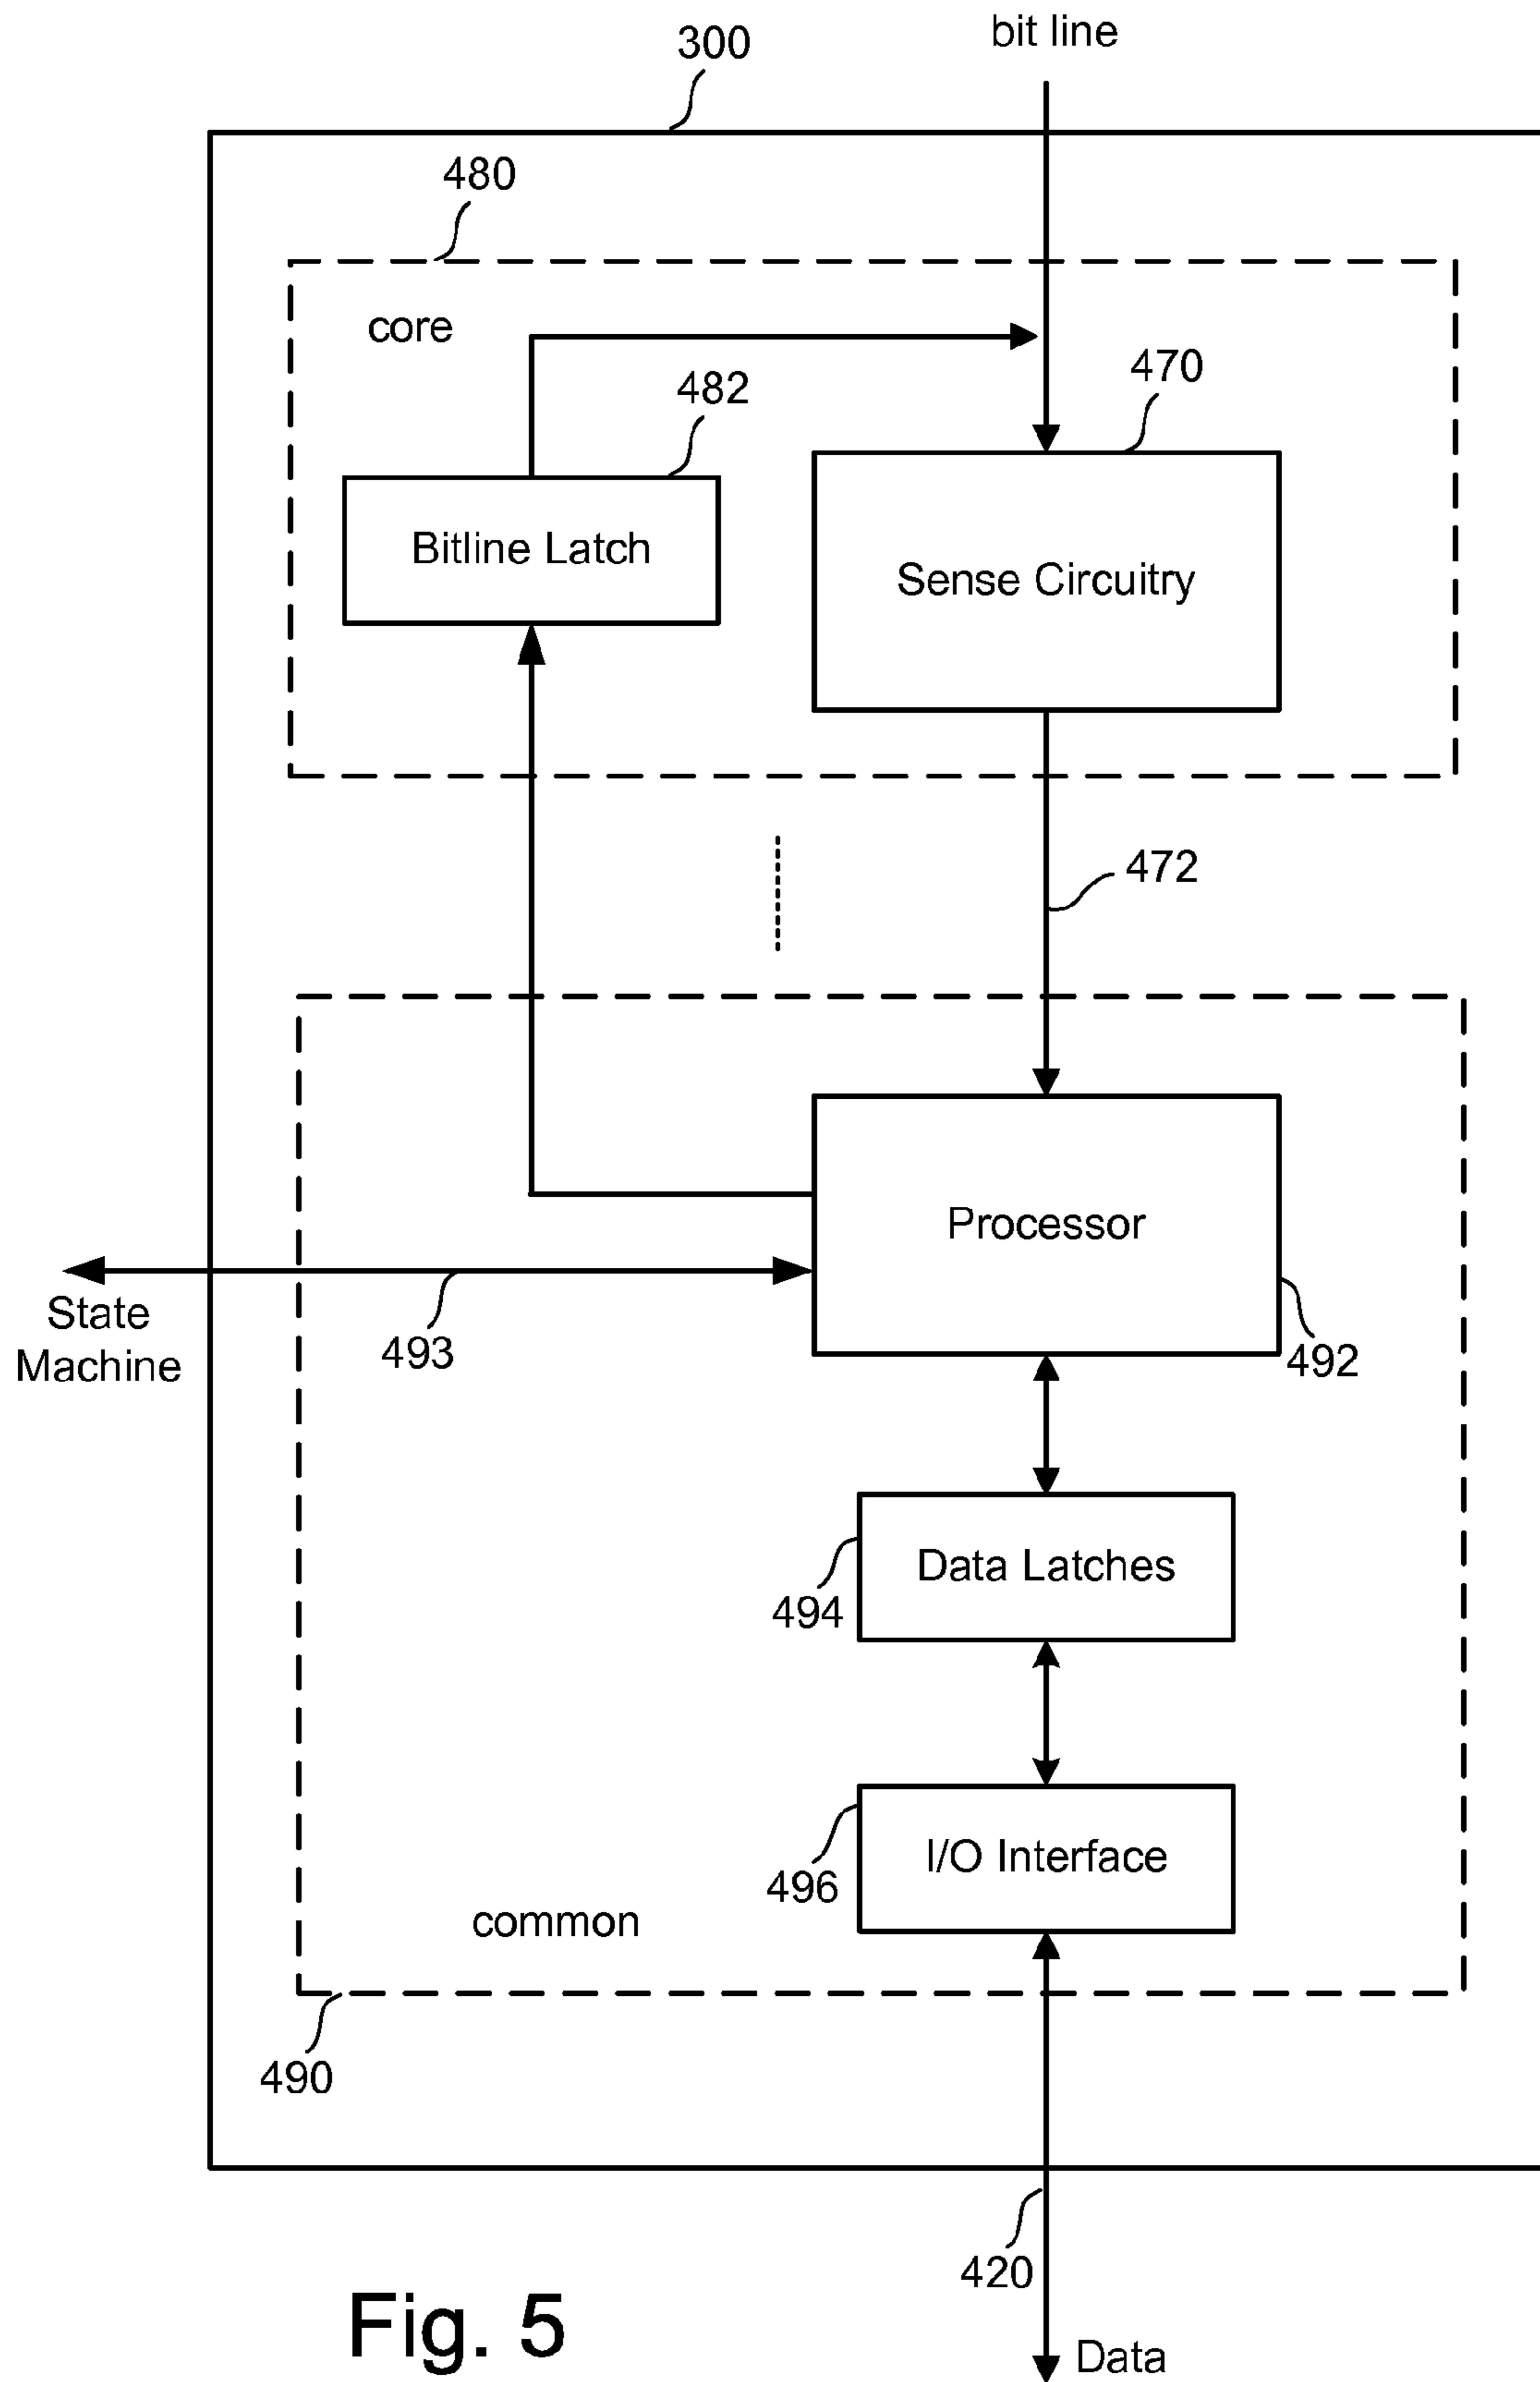 bit line
300
480
core
470
482
Bitline Latch
Sense Circuitry
472
Processor
State
Machine
493
492
Data Latches
494
I/O Interface
496
common
490
420
Fig. 5
Data